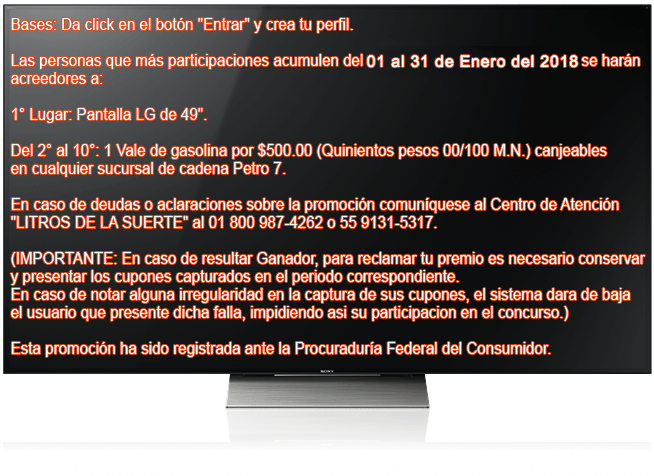 Bases: Da click en el botón "Entrar" y crea tu perfil.
Las personas que más participaciones acumulen del 01 al 31 de Enero del 2018 se harán
acreedores a:
1° Lugar: Pantalla LG de 49".
Del 2° al 10°: 1 Vale de gasolina por $500.00 (Quinientos pesos 00/100 M.N.) canjeables
en cualquier sucursal de cadena Petro 7.
En caso de deudas o aclaraciones sobre la promoción comuníquese al Centro de Atención
"LITROS DE LA SUERTE" al 01 800 987-4262 o 55 9131-5317.
(IMPORTANTE: En caso de resultar Ganador, para reclamar tu premio es necesario conservar
y presentar los cupones capturados en el periodo correspondiente.
En caso de notar alguna irregularidad en la captura de sus cupones, el sistema dara de baja
el usuario que presente dicha falla, impidiendo asi su participacion en el concurso.)
Esta promoción ha sido registrada ante la Procuraduría Federal del Consumidor.
SONY